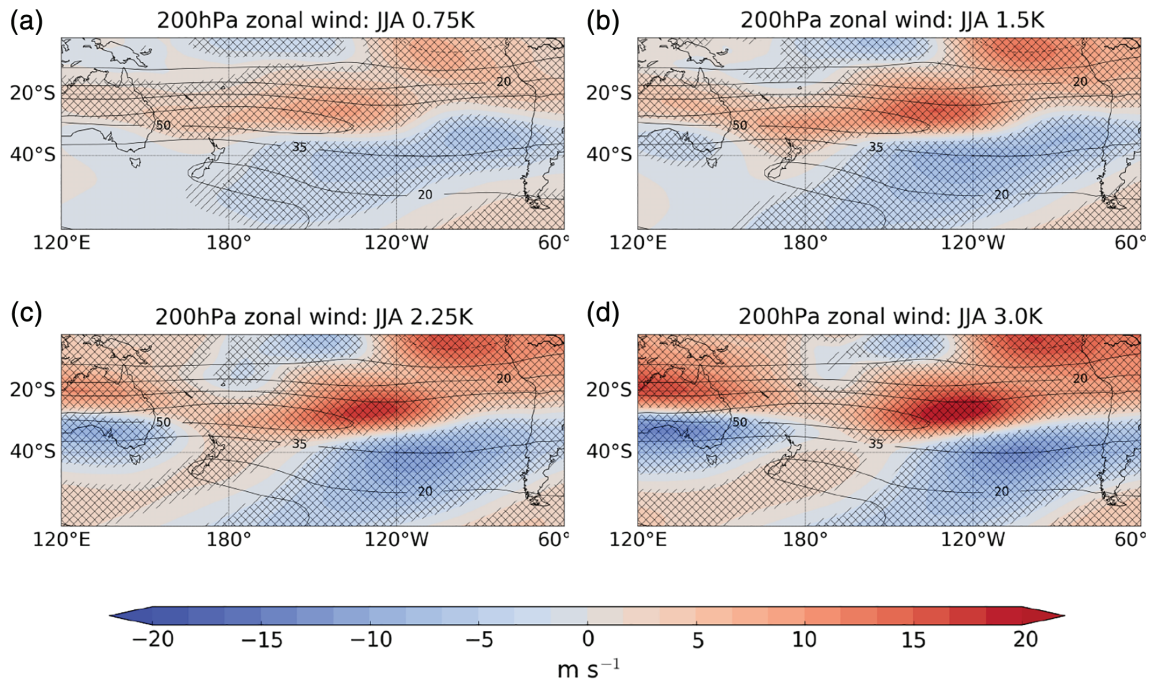 (a) 200hPa zonal wind: JJA 0.75K
20
20°S
50
35
40°S
20
120°E 180° 120°W 60°
(b) 200hPa zonal wind: JJA 1.5K
20
20°S
50
35
40°S
20
120°E 180° 120°W 60°
(c) 200hPa zonal wind: JJA 2.25K
20
20°S
50
35
40°S
20
120°E 180° 120°W 60°
(d) 200hPa zonal wind: JJA 3.0K
20
20°S
50
35
40°S
20
120°E 180° 120°W 60°
−20 −15 −10 −5 0 5 10 15 20
m s⁻¹